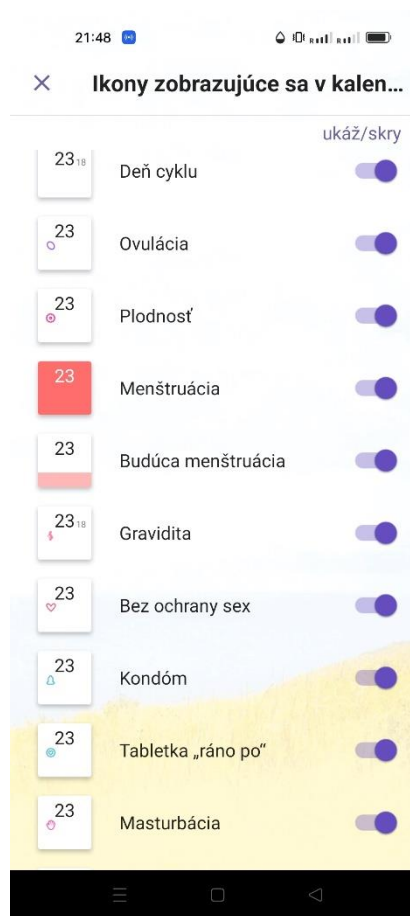 21:48
Ikony zobrazujúce sa v kalen...
ukáž/skry
23 18
Deň cyklu
23
Ovulácia
23
Plodnosť
23
Menštruácia
23
Budúca menštruácia
23 18
Gravidita
23
Bez ochrany sex
23
Kondóm
23
Tabletka „ráno po“
23
Masturbácia